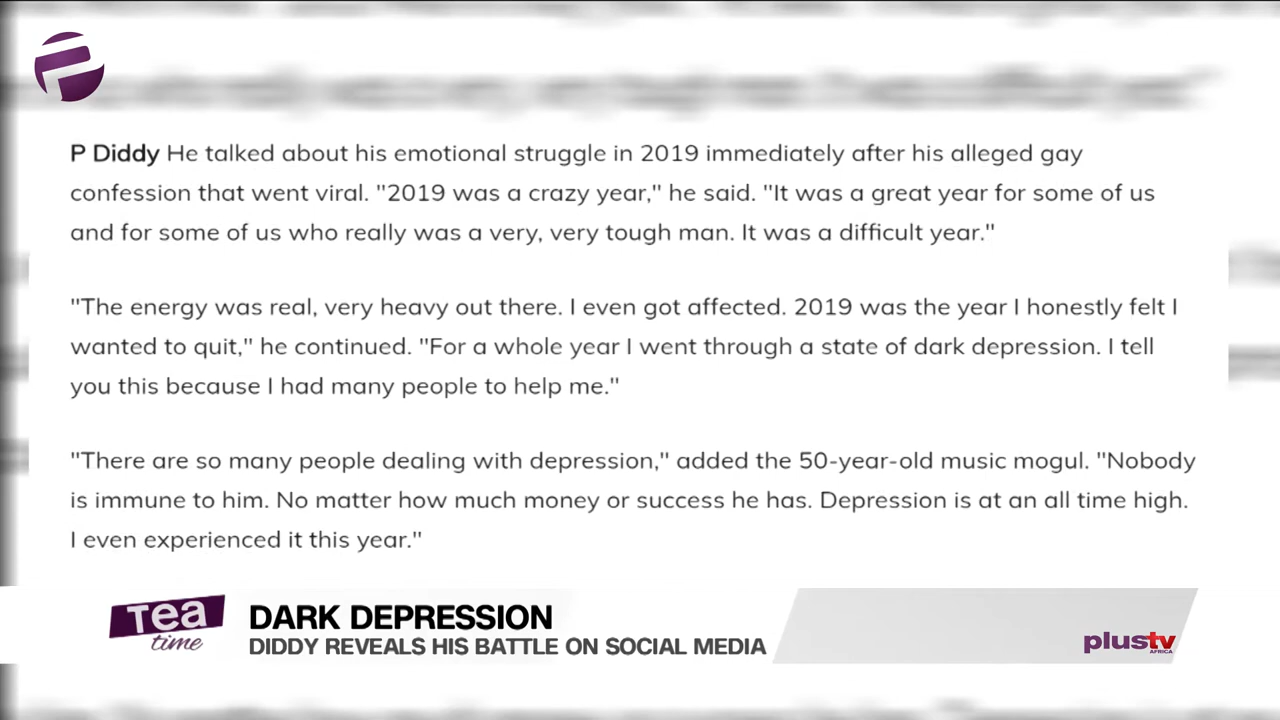 P Diddy He talked about his emotional struggle in 2019 immediately after his alleged gay
confession that went viral. "2019 was a crazy year," he said. "It was a great year for some of us
and for some of us who really was a very, very tough man. It was a difficult year."
"The energy was real, very heavy out there. I even got affected. 2019 was the year I honestly felt I
wanted to quit," he continued. "For a whole year I went through a state of dark depression. I tell
you this because I had many people to help me."
"There are so many people dealing with depression," added the 50-year-old music mogul. "Nobody
is immune to him. No matter how much money or success he has. Depression is at an all time high.
I even experienced it this year."
Tea
time
DARK DEPRESSION
DIDDY REVEALS HIS BATTLE ON SOCIAL MEDIA
plustv
AFRICA